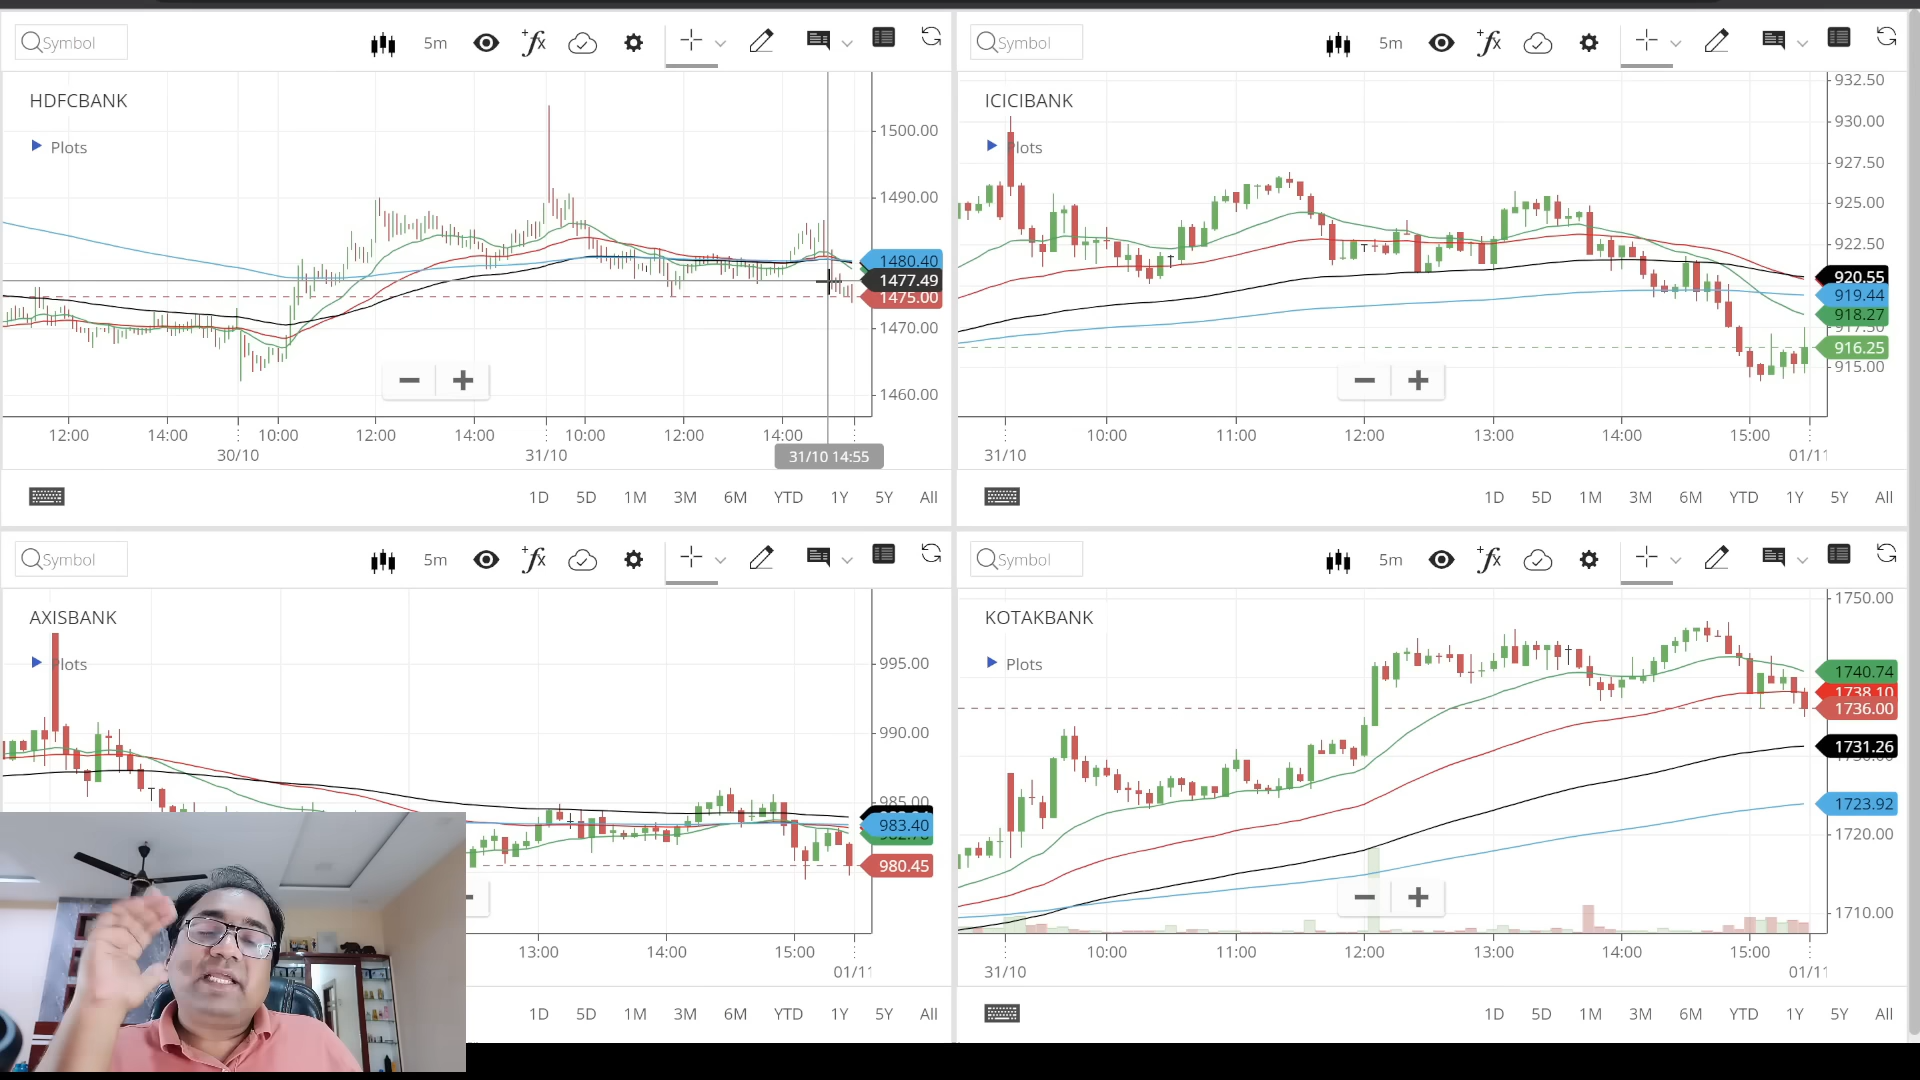 Symbol
5m
HDFCBANK
Plots
1500.00
1490.00
1480.40
1477.49
1475.00
1470.00
1460.00
12:00 14:00 10:00 12:00 14:00 10:00 12:00 14:00
30/10 31/10 31/10 14:55
1D 5D 1M 3M 6M YTD 1Y 5Y All
Symbol
5m
ICICIBANK
Plots
932.50
930.00
927.50
925.00
922.50
920.55
919.44
918.27
917.50
916.25
915.00
10:00 11:00 12:00 13:00 14:00 15:00
31/10 01/11
1D 5D 1M 3M 6M YTD 1Y 5Y All
Symbol
5m
AXISBANK
Plots
995.00
990.00
985.00
983.40
980.45
13:00 14:00 15:00
01/11
1D 5D 1M 3M 6M YTD 1Y 5Y All
Symbol
5m
KOTAKBANK
Plots
1750.00
1740.74
1738.10
1736.00
1731.26
1730.00
1723.92
1720.00
1710.00
10:00 11:00 12:00 13:00 14:00 15:00
31/10 01/11
1D 5D 1M 3M 6M YTD 1Y 5Y All